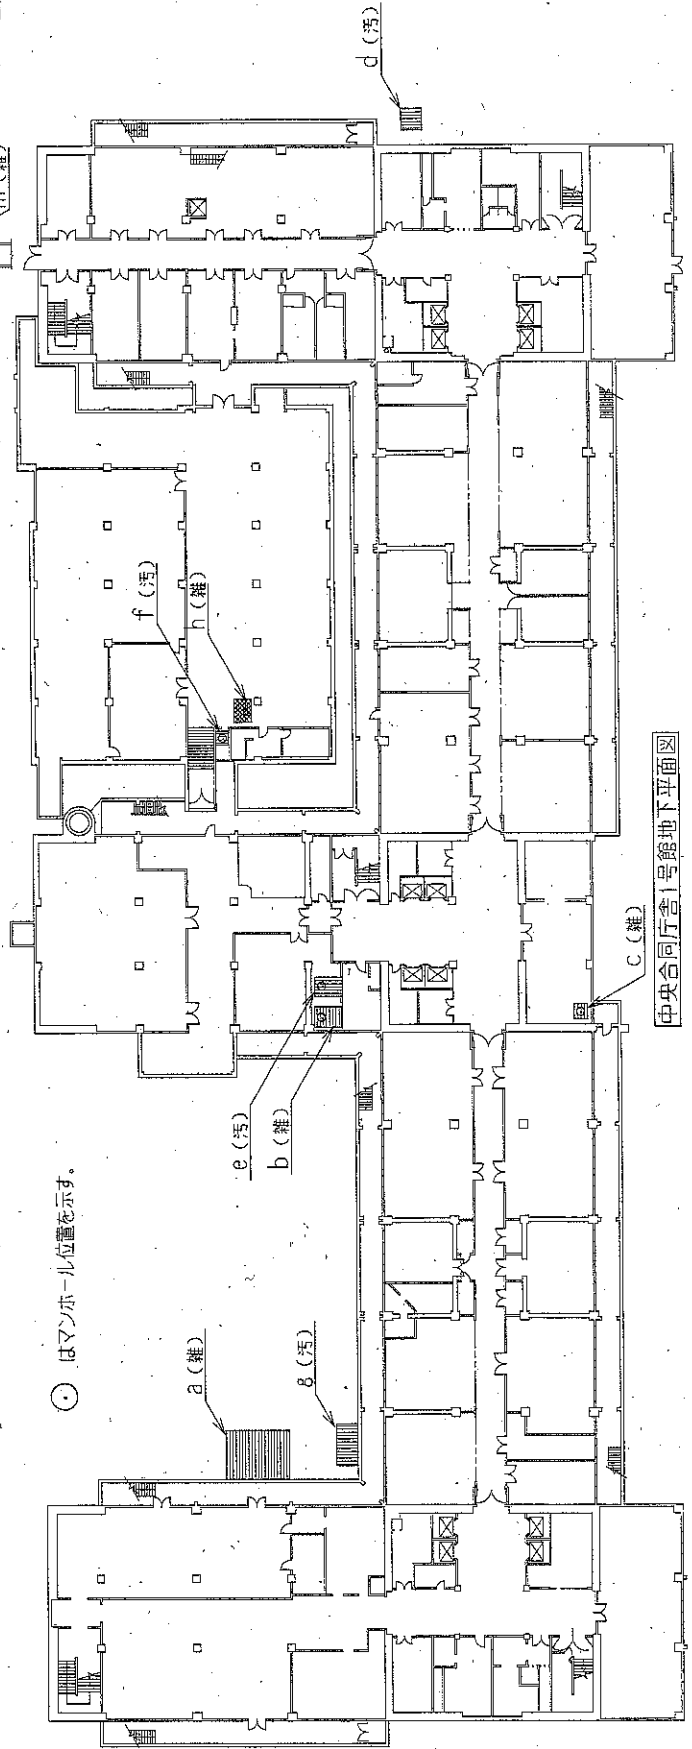 はマンホール位置を示す。
a（雑）
g（汚）
e（汚）
b（雑）
c（雑）
f（汚）
h（雑）
d（汚）
中央合同庁舎1号館地下平面図